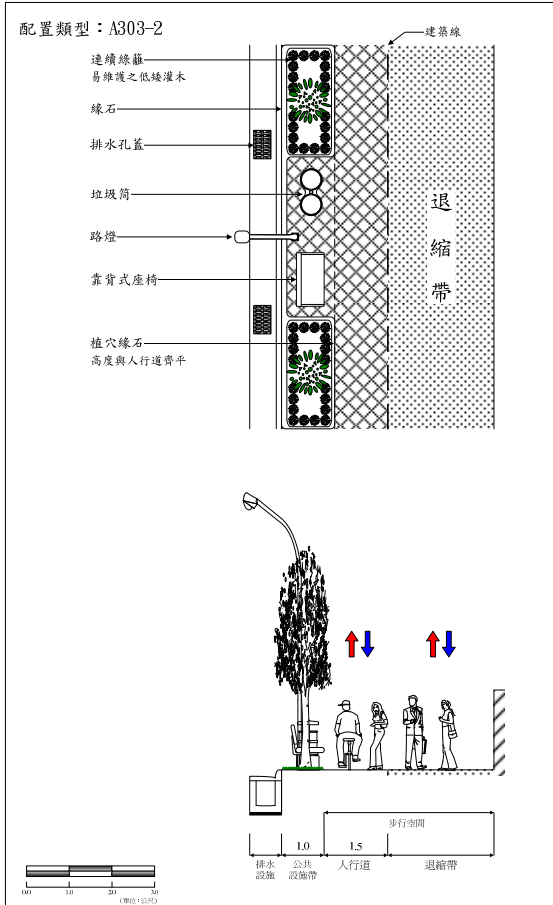 配置類型：A303-2
建築線
連續綠蘺
易維護之低矮灌木
緣石
排水孔蓋
垃圾筒
路燈
靠背式座椅
植穴緣石
高度與人行道齊平
退縮帶
步行空間
1.0
1.5
排水設施
公共設施帶
人行道
退縮帶
0.0
1.0
2.0
3.0
(單位：公尺)